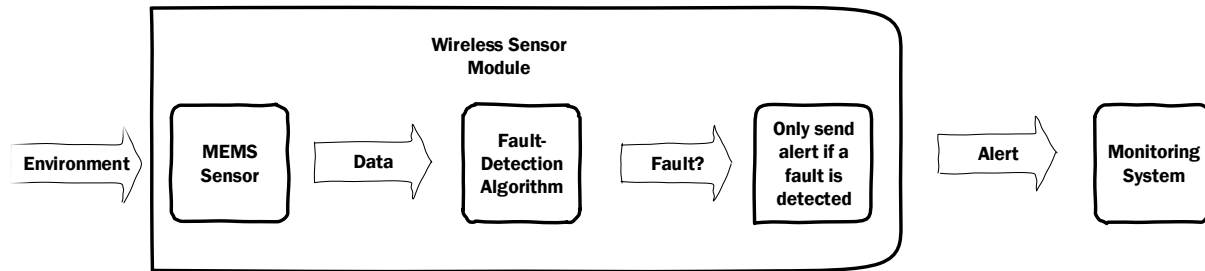 Wireless Sensor
Module
Environment
MEMS
Sensor
Data
Fault-
Detection
Algorithm
Fault?
Only send
alert if a
fault is
detected
Alert
Monitoring
System